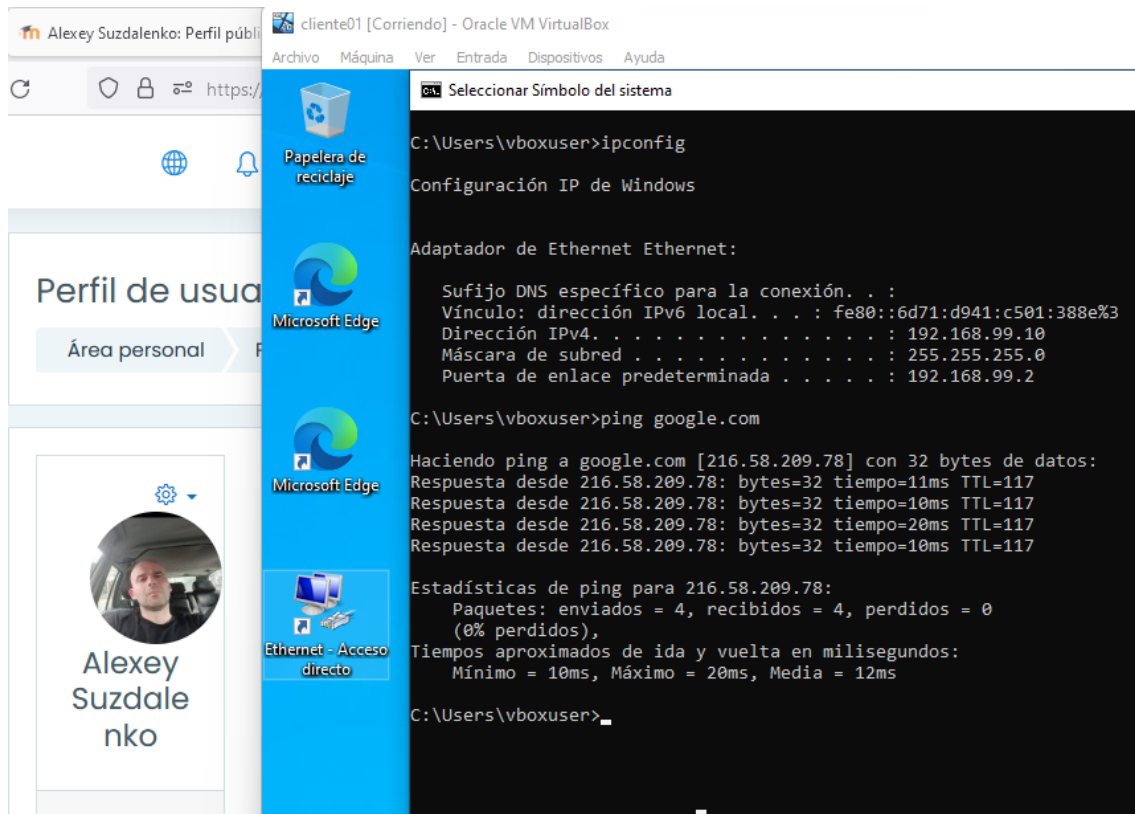 Alexey Suzdalenko: Perfil públi
https:/
Perfil de usua
Área personal
Alexey
Suzdale
nko
cliente01 [Corriendo] - Oracle VM VirtualBox
Archivo Máquina Ver Entrada Dispositivos Ayuda
Papelera de
reciclaje
Microsoft Edge
Microsoft Edge
Ethernet - Acceso
directo
Seleccionar Símbolo del sistema
C:\Users\vboxuser>ipconfig
Configuración IP de Windows
Adaptador de Ethernet Ethernet:
Sufijo DNS específico para la conexión. . :
Vínculo: dirección IPv6 local. . . : fe80::6d71:d941:c501:388e%3
Dirección IPv4. . . . . . . . . . . . . . : 192.168.99.10
Máscara de subred . . . . . . . . . . . . : 255.255.255.0
Puerta de enlace predeterminada . . . . . : 192.168.99.2
C:\Users\vboxuser>ping google.com
Haciendo ping a google.com [216.58.209.78] con 32 bytes de datos:
Respuesta desde 216.58.209.78: bytes=32 tiempo=11ms TTL=117
Respuesta desde 216.58.209.78: bytes=32 tiempo=10ms TTL=117
Respuesta desde 216.58.209.78: bytes=32 tiempo=20ms TTL=117
Respuesta desde 216.58.209.78: bytes=32 tiempo=10ms TTL=117
Estadísticas de ping para 216.58.209.78:
Paquetes: enviados = 4, recibidos = 4, perdidos = 0
(0% perdidos),
Tiempos aproximados de ida y vuelta en milisegundos:
Mínimo = 10ms, Máximo = 20ms, Media = 12ms
C:\Users\vboxuser>